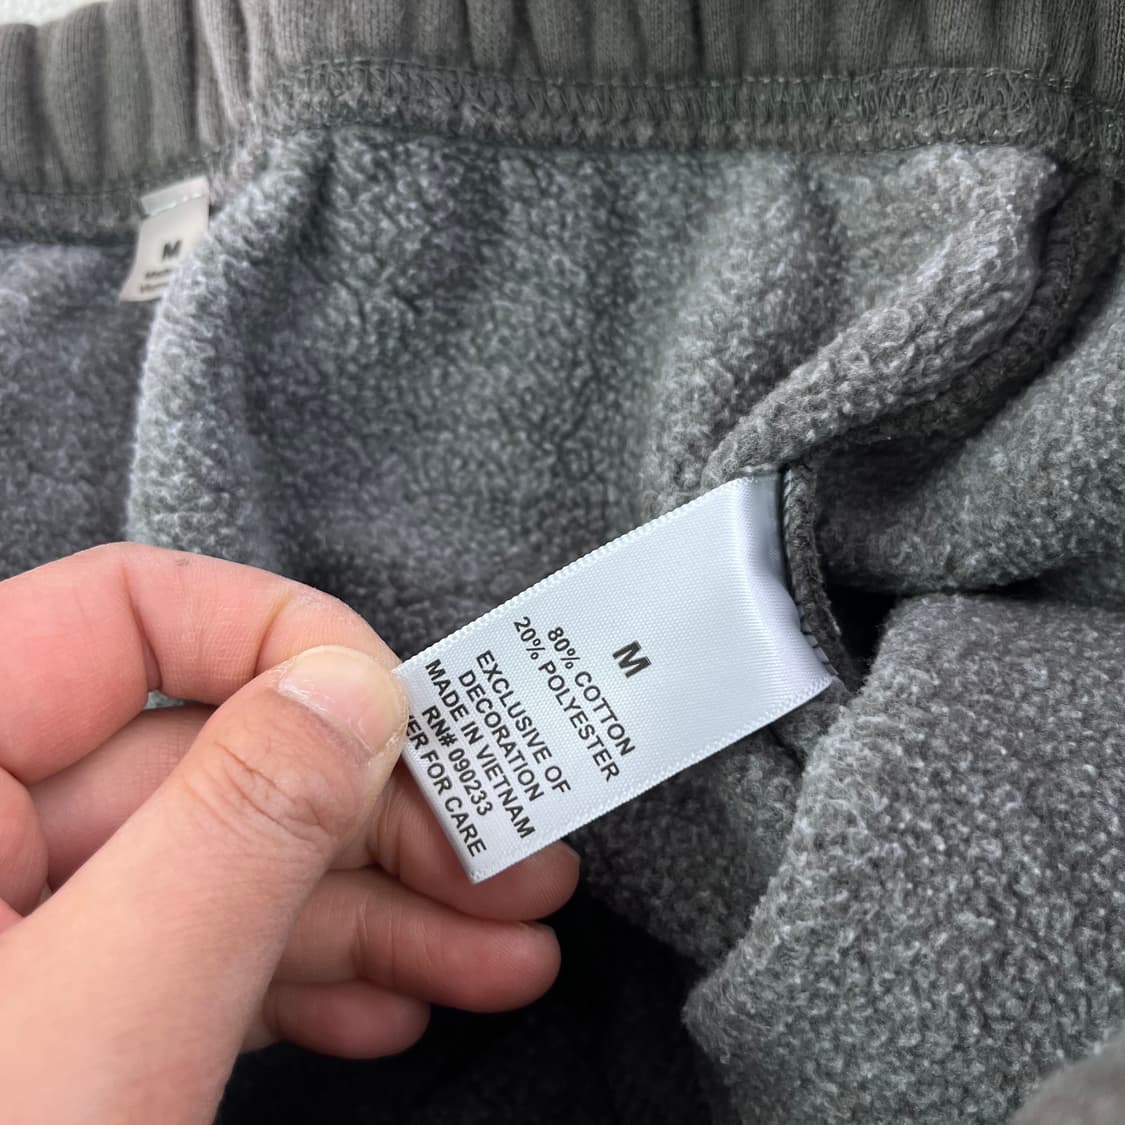 M
M
80% COTTON
20% POLYESTER
EXCLUSIVE OF
DECORATION
MADE IN VIETNAM
RN# 090233
FOR CARE